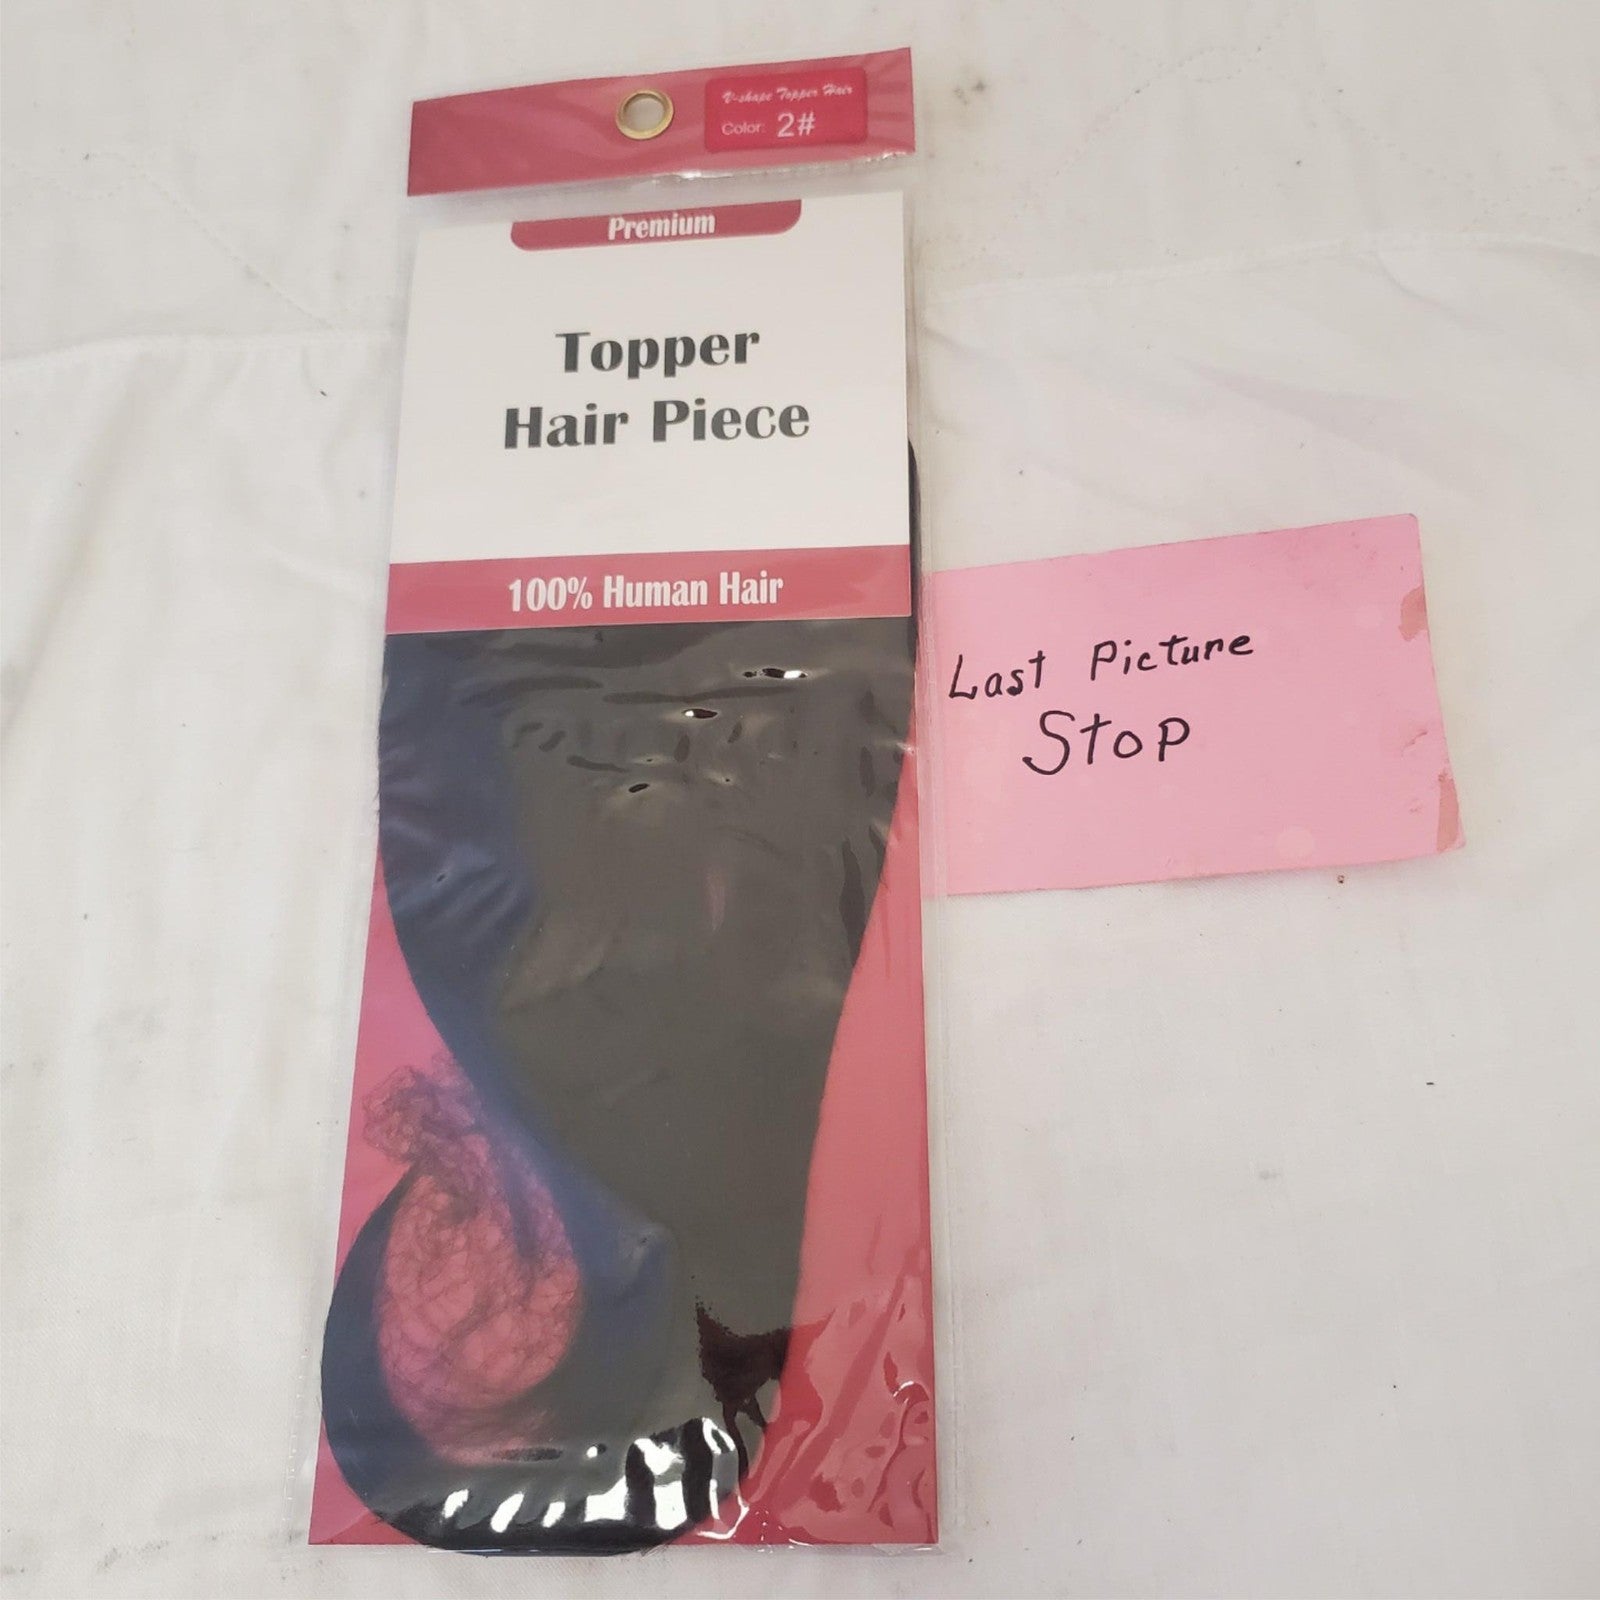 V-shape Topper Hair
Color: 2#
Premium
Topper
Hair Piece
100% Human Hair
Last Picture
Stop